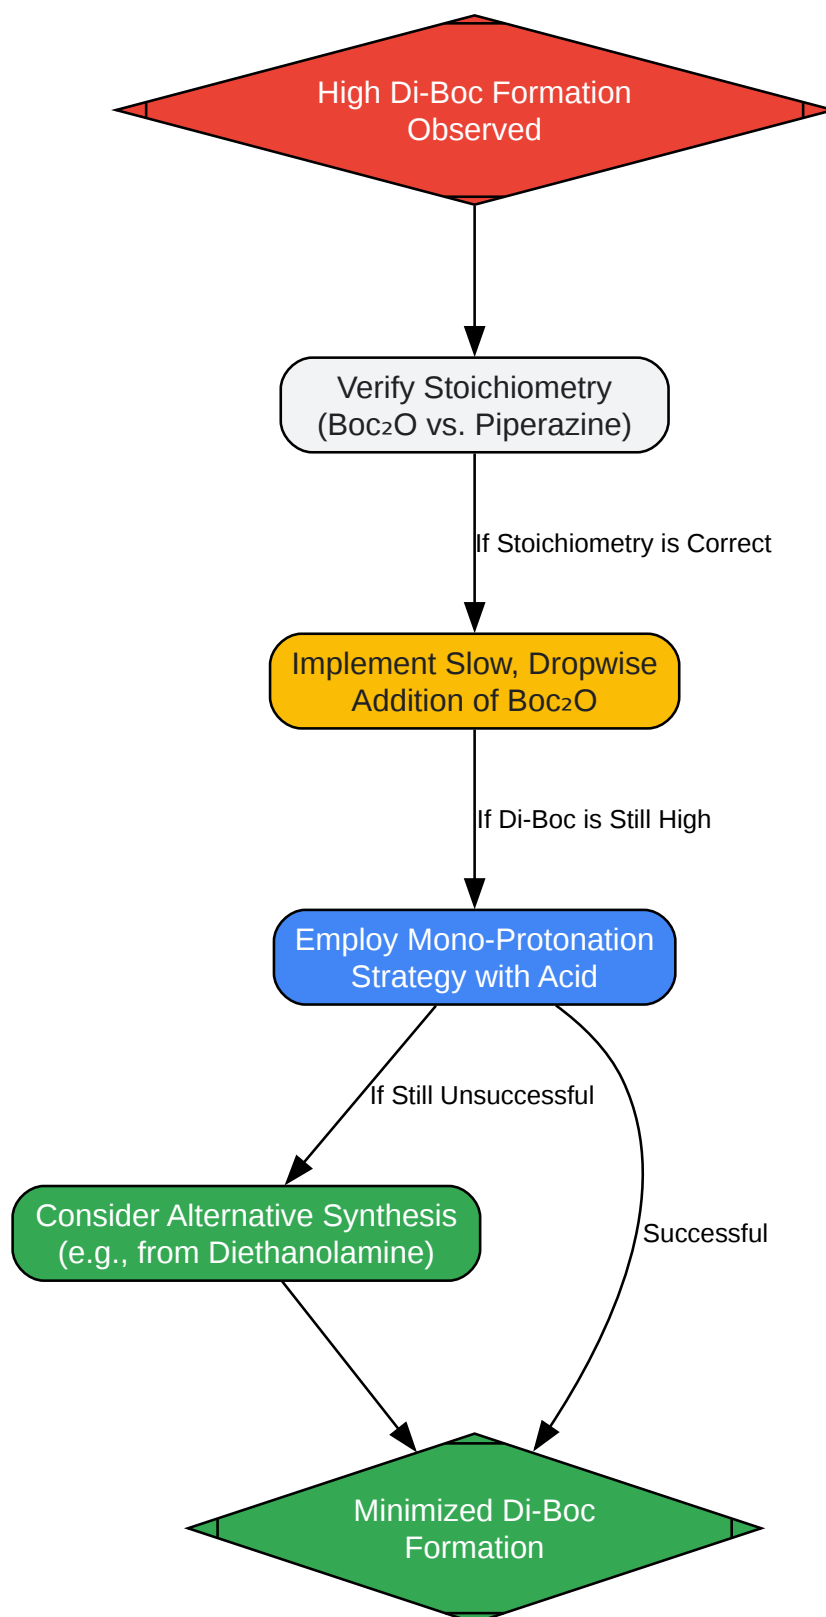 High Di-Boc Formation
Observed
Verify Stoichiometry
(Boc₂O vs. Piperazine)
If Stoichiometry is Correct
Implement Slow, Dropwise
Addition of Boc₂O
If Di-Boc is Still High
Employ Mono-Protonation
Strategy with Acid
If Still Unsuccessful
Consider Alternative Synthesis
(e.g., from Diethanolamine)
Successful
Minimized Di-Boc
Formation